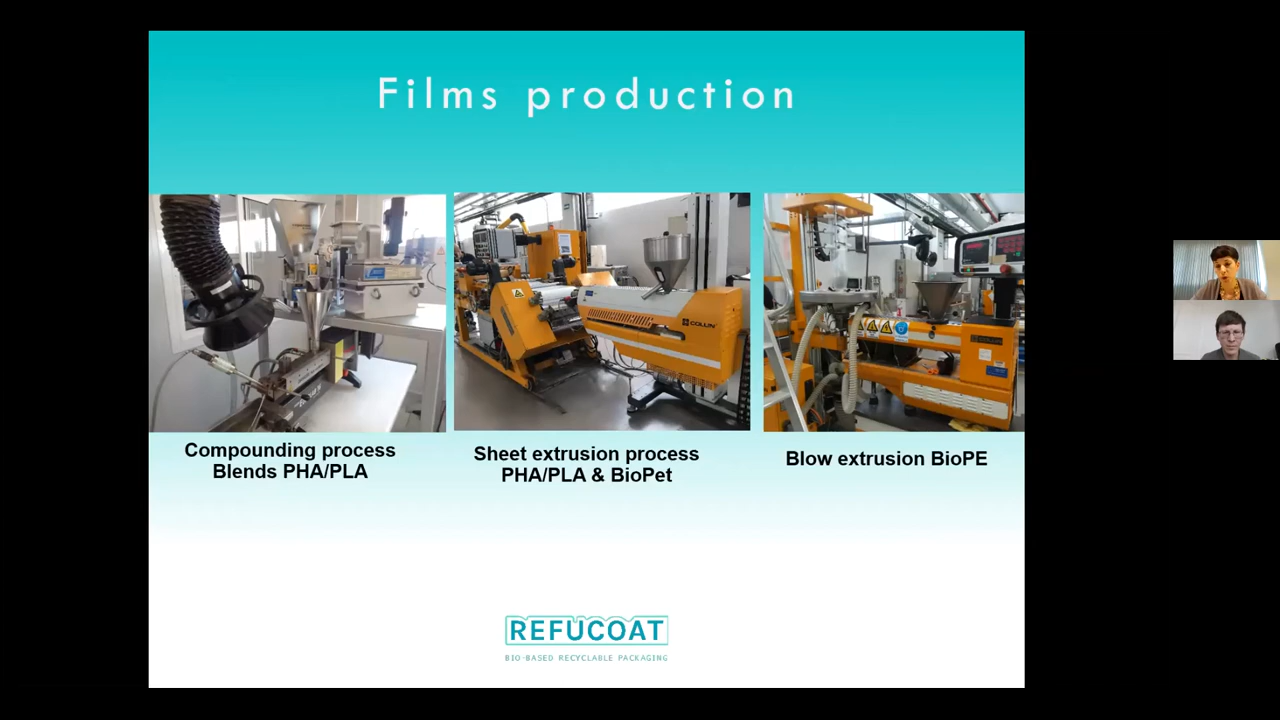 Films production
COLLIN
Compounding process
Blends PHA/PLA
Sheet extrusion process
PHA/PLA & BioPet
Blow extrusion BioPE
REFUCOAT
BIO-BASED RECYCLABLE PACKAGING